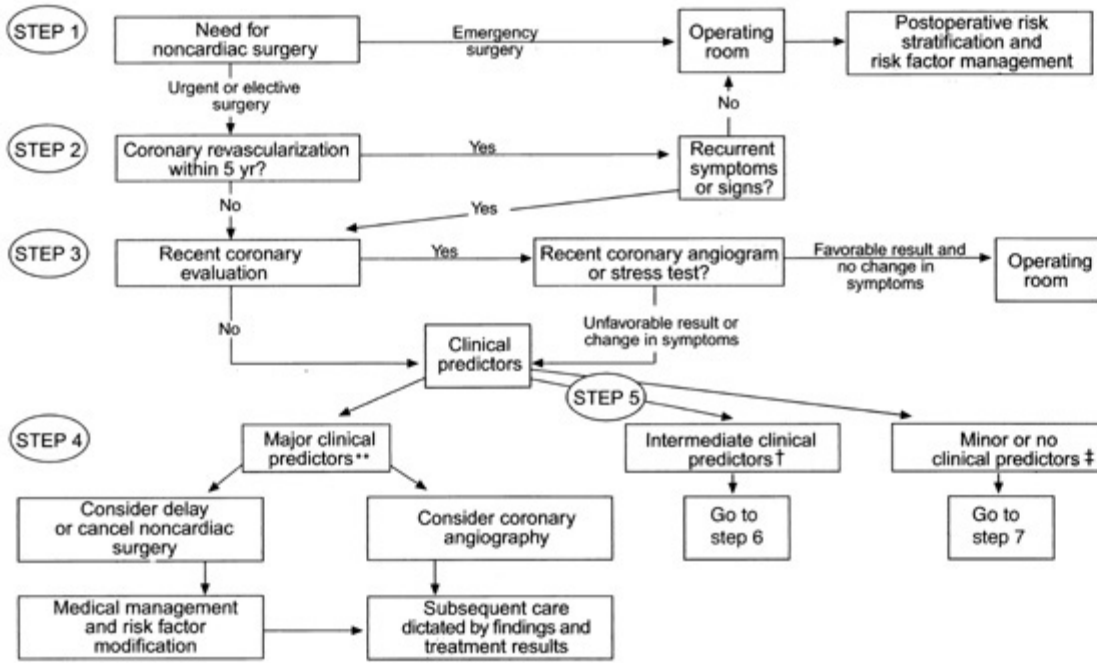 STEP 1
Need for
noncardiac surgery
Emergency
surgery
Operating
room
Postoperative risk
stratification and
risk factor management
Urgent or elective
surgery
No
STEP 2
Coronary revascularization
within 5 yr?
Yes
Recurrent
symptoms
or signs?
No
Yes
STEP 3
Recent coronary
evaluation
Yes
Recent coronary angiogram
or stress test?
Favorable result and
no change in
symptoms
Operating
room
No
Unfavorable result or
change in symptoms
Clinical
predictors
STEP 5
STEP 4
Major clinical
predictors**
Intermediate clinical
predictors†
Minor or no
clinical predictors‡
Consider delay
or cancel noncardiac
surgery
Consider coronary
angiography
Go to
step 6
Go to
step 7
Medical management
and risk factor
modification
Subsequent care
dictated by findings and
treatment results